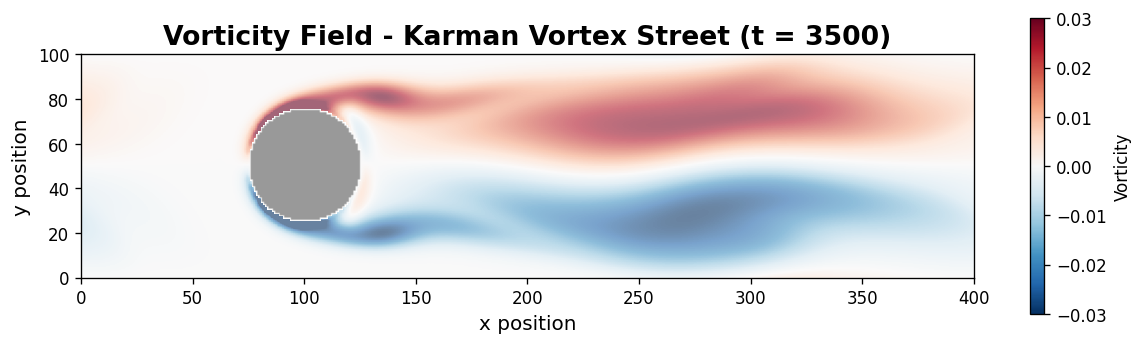 Vorticity Field - Karman Vortex Street (t = 3500)
100
80
60
40
20
0
y position
0 50 100 150 200 250 300 350 400
x position
0.03
0.02
0.01
0.00
−0.01
−0.02
−0.03
Vorticity